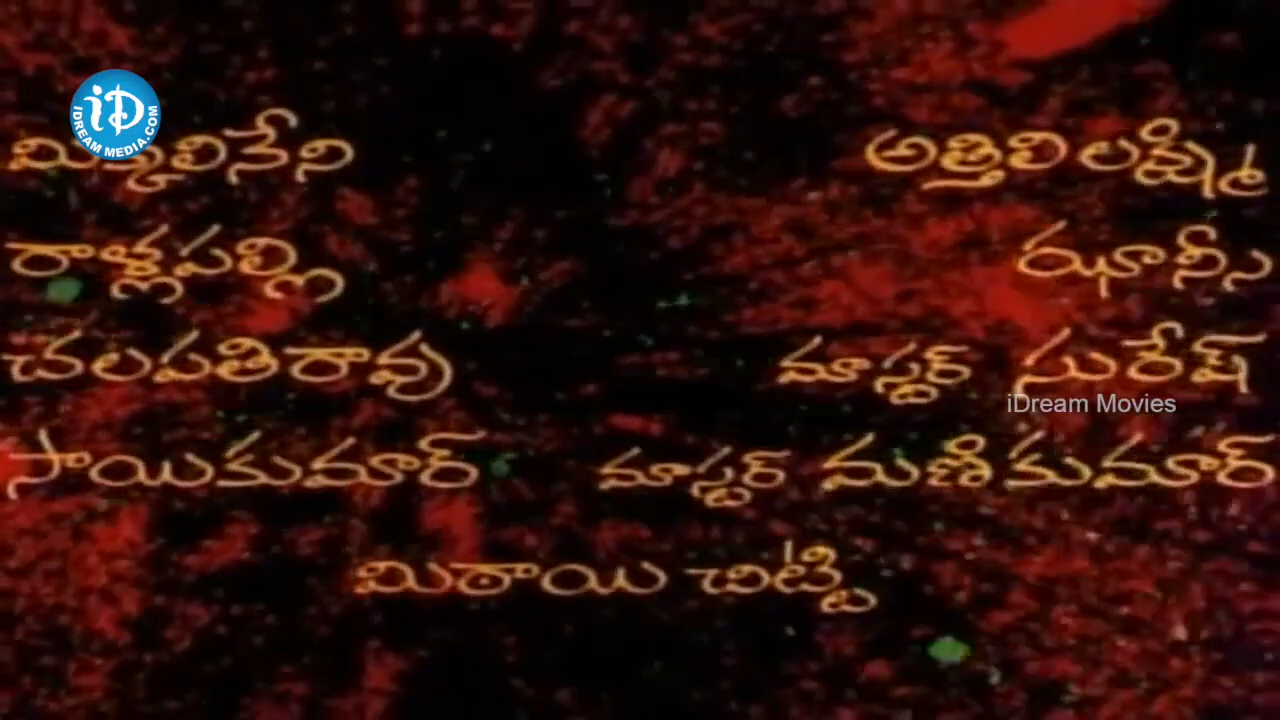 iD
IDREAM MEDIA.COM
మిక్కిలినేని అత్తిలి లక్ష్మి
రాళ్లపల్లి ఝానీసి
చలపతిరావు మాస్టర్ సురేష్
iDream Movies
సాయికుమార్ మాస్టర్ మణికుమార్
మిఠాయి చిట్టి